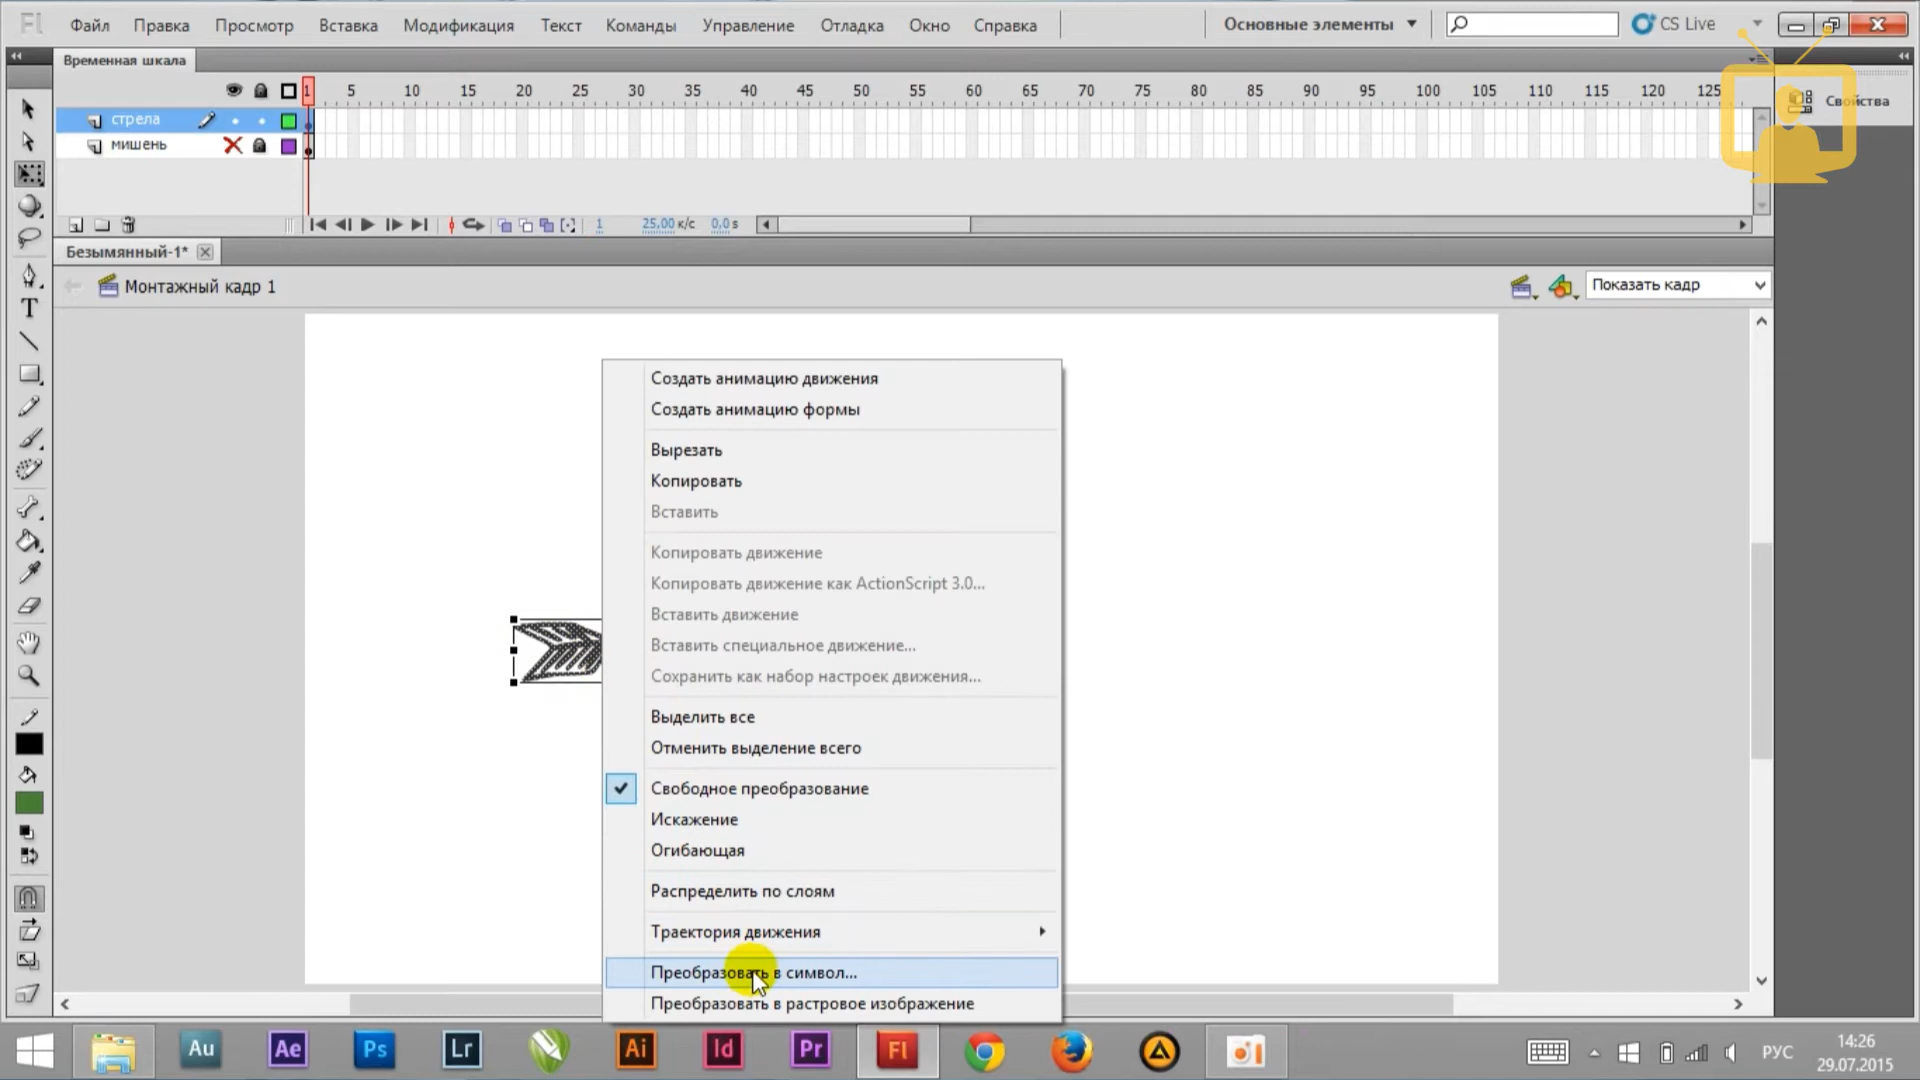 Fl Файл Правка Просмотр Вставка Модификация Текст Команды Управление Отладка Окно Справка Основные элементы CS Live
Временная шкала
1 5 10 15 20 25 30 35 40 45 50 55 60 65 70 75 80 85 90 95 100 105 110 115 120 125
Свойства
стрела
мишень
1 25,00 к/с 0,0 s
Безымянный-1*
Монтажный кадр 1
Показать кадр
Создать анимацию движения
Создать анимацию формы
Вырезать
Копировать
Вставить
Копировать движение
Копировать движение как ActionScript 3.0...
Вставить движение
Вставить специальное движение...
Сохранить как набор настроек движения...
Выделить все
Отменить выделение всего
Свободное преобразование
Искажение
Огибающая
Распределить по слоям
Траектория движения
Преобразовать в символ...
Преобразовать в растровое изображение
Au Ae Ps Lr Ai Id Pr Fl
РУС
14:26
29.07.2015